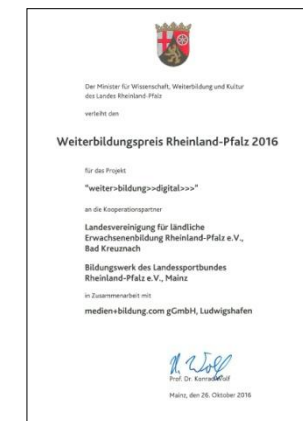 Der Minister für Wissenschaft, Weiterbildung und Kultur
des Landes Rheinland-Pfalz
verleiht den
Weiterbildungspreis Rheinland-Pfalz 2016
für das Projekt
"weiter>bildung>>digital>>>"
an die Kooperationspartner
Landesvereinigung für ländliche
Erwachsenenbildung Rheinland-Pfalz e.V.,
Bad Kreuznach
Bildungswerk des Landessportbundes
Rheinland-Pfalz e.V., Mainz
in Zusammenarbeit mit
medien+bildung.com gGmbH, Ludwigshafen
K. Wolf
Prof. Dr. Konrad Wolf
Mainz, den 26. Oktober 2016